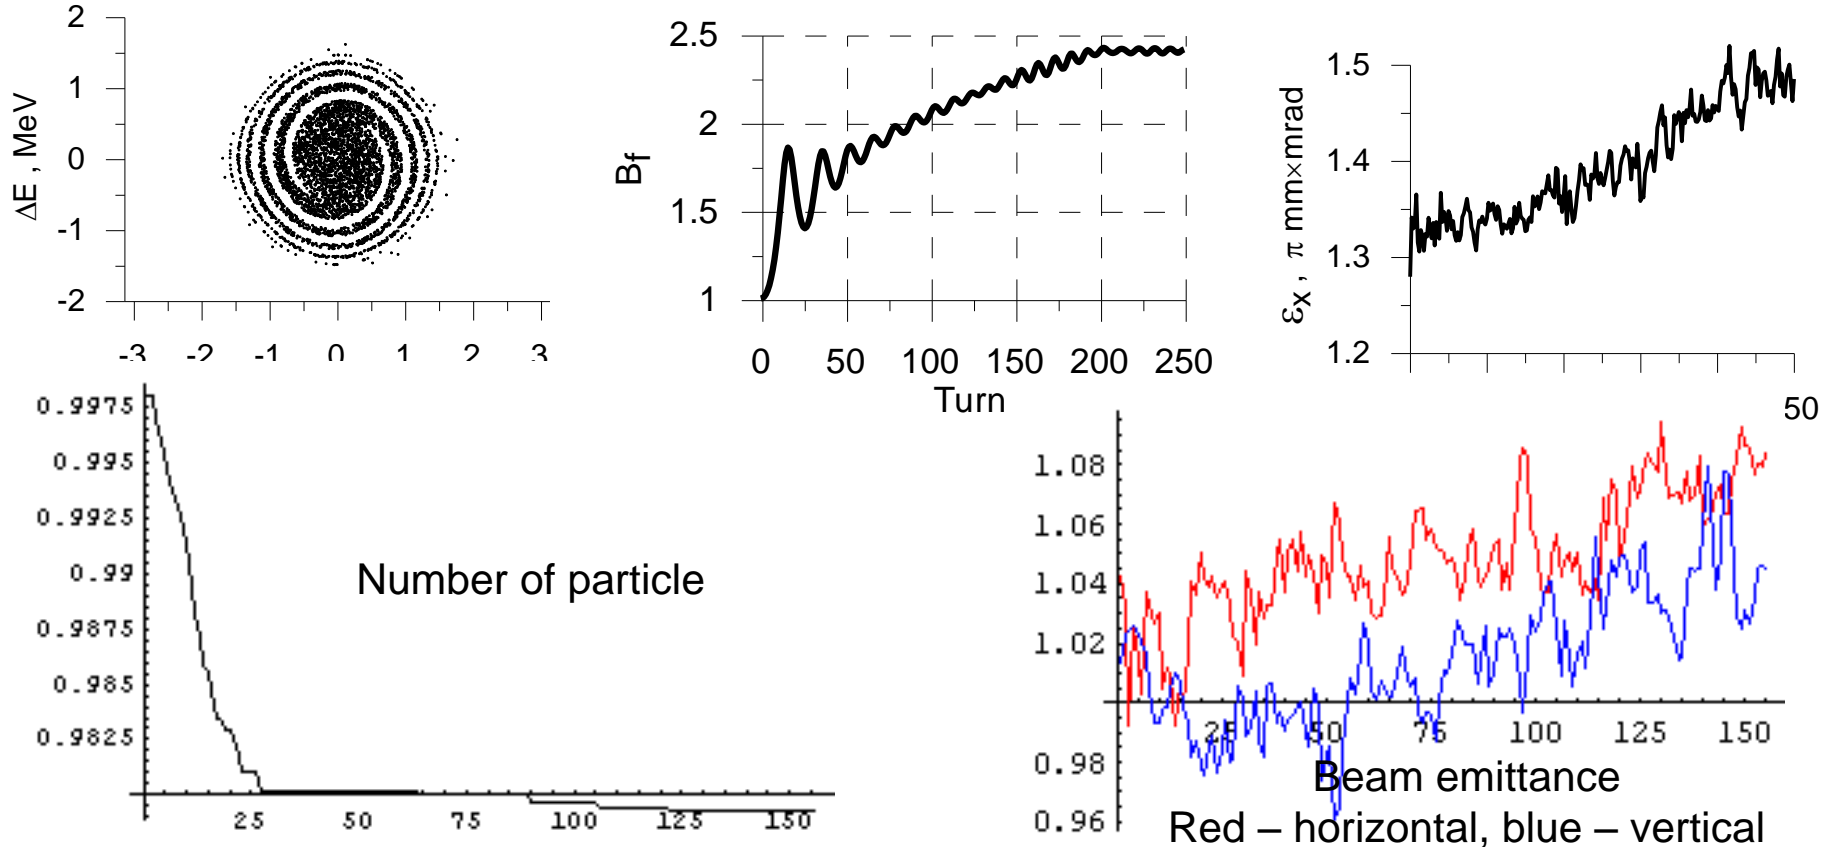 2
1
0
-1
-2
ΔE , MeV
-3 -2 -1 0 1 2 3
2.5
2
1.5
1
Bf
0 50 100 150 200 250
Turn
1.5
1.4
1.3
1.2
εx , π mm×mrad
50
0.9975
0.995
0.9925
0.99
0.9875
0.985
0.9825
Number of particle
25 50 75 100 125 150
1.08
1.06
1.04
1.02
0.98
0.96
25 50 75 100 125 150
Beam emittance
Red – horizontal, blue – vertical